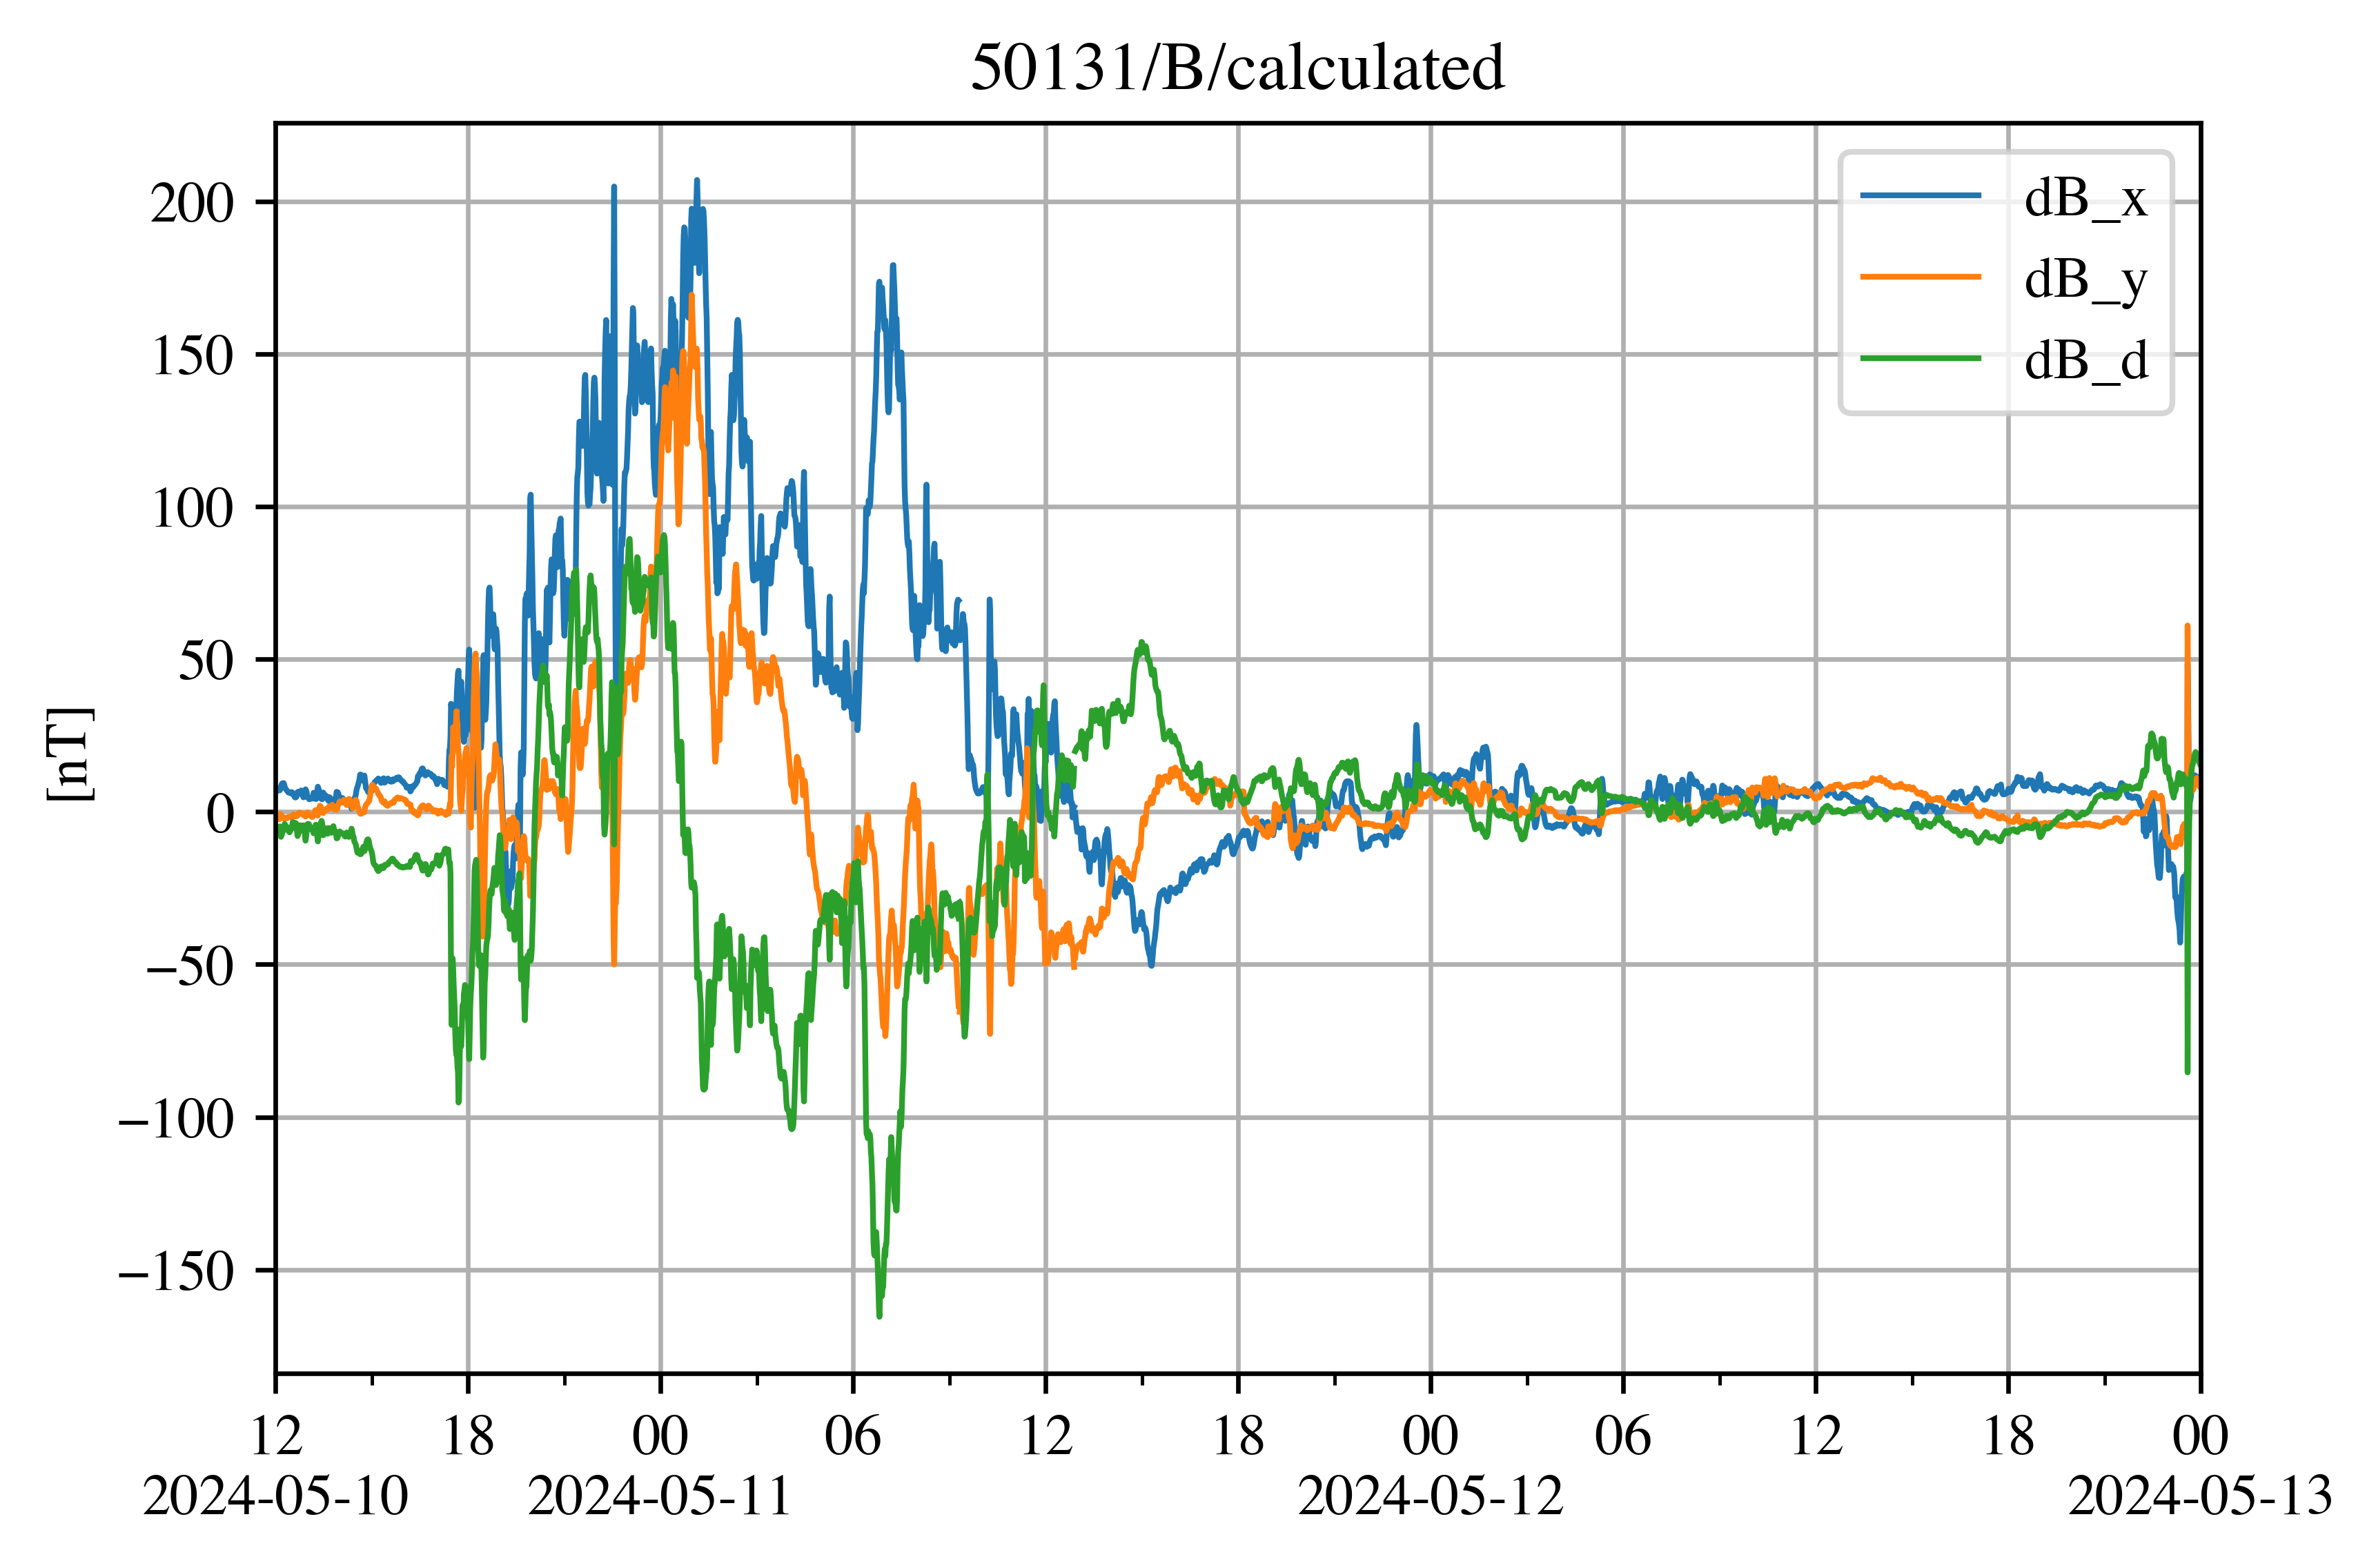 50131/B/calculated
200
150
100
50
0
−50
−100
−150
[nT]
dB_x
dB_y
dB_d
12 18 00 06 12 18 00 06 12 18 00
2024-05-10 2024-05-11 2024-05-12 2024-05-13